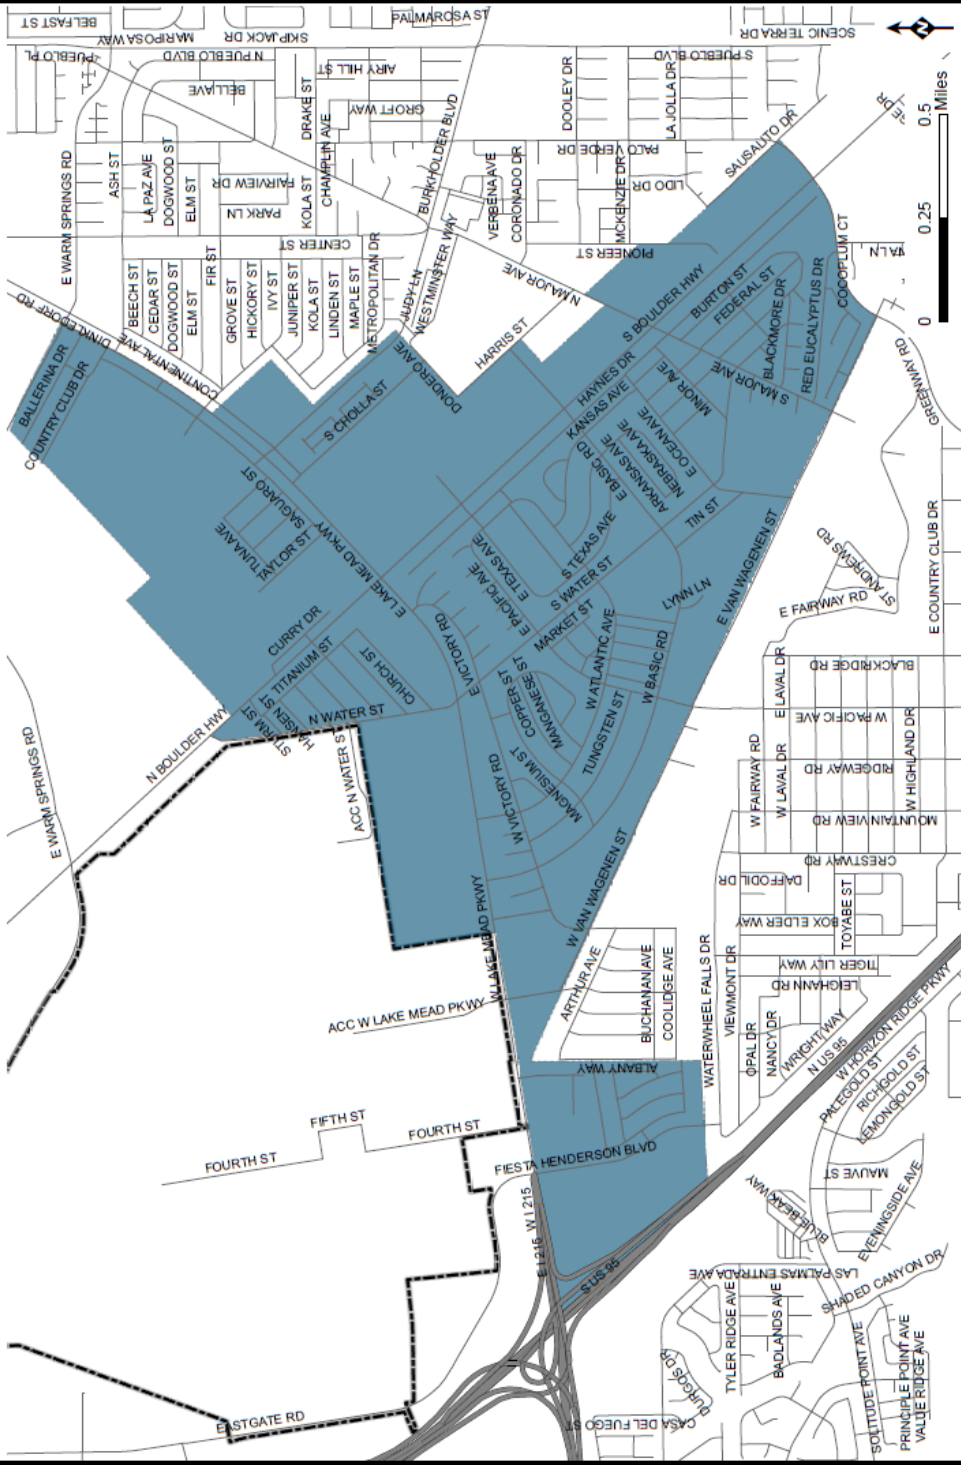 BELFAST ST
MARIPOSA WAY
SKIP JACK DR
PALMAROSA ST
SCENIC TERRA DR
N
PUEBLO PL
N PUEBLO BLVD
S PUEBLO BLVD
AIRY HILL ST
BELL AVE
GROFT WAY
DRAKE ST
CHAMPLIN AVE
BURKHOLDER BLVD
DOOLEY DR
LA JOLLA DR
PALO VERDE DR
SAUSALITO DR
E DR
0.5
Miles
0.25
0
E WARM SPRINGS RD
ASH ST
LA PAZ AVE
DOGWOOD ST
ELM ST
FAIRVIEW DR
PARK LN
KOLA ST
VERBENA AVE
CORONADO DR
MCKENZIE DR
LIDO DR
CENTER ST
PIONEER ST
COCOPLUM CT
FIR ST
BEECH ST
CEDAR ST
DOGWOOD ST
ELM ST
GROVE ST
HICKORY ST
IVY ST
JUNIPER ST
KOLA ST
LINDEN ST
MAPLE ST
METROPOLITAN DR
JUDY LN
WESTMINSTER WAY
N MAJOR AVE
HARRIS ST
S BOULDER HWY
BURTON ST
FEDERAL ST
BLACKMORE DR
RED EUCALYPTUS DR
S MAJOR AVE
MINOR AVE
GREENWAY RD
CONTINENTAL AVE
BALLERINA DR
COUNTRY CLUB DR
DONDERO AVE
S CHOLLA ST
HAYNES DR
KANSAS AVE
E OCEAN AVE
NEBRASKA AVE
ARKANSAS AVE
E BASIC RD
SAGUARO ST
TUNA AVE
TAYLOR ST
E LAKE MEAD PKWY
E TEXAS AVE
E PACIFIC AVE
S TEXAS AVE
S WATER ST
MARKET ST
TIN ST
LYNN LN
E VAN WAGENEN ST
ST ANDREWS RD
E FAIRWAY RD
E COUNTRY CLUB DR
CURRY DR
TITANIUM ST
HANSEN ST
STURM ST
CHURCH ST
N WATER ST
E VICTORY RD
W ATLANTIC AVE
W BASIC RD
COPPER ST
MANGANESE ST
TUNGSTEN ST
MAGNESIUM ST
W VICTORY RD
E LAVAL DR
BLACKRIDGE RD
W PACIFIC AVE
RIDGEWAY RD
W HIGHLAND DR
W FAIRWAY RD
W LAVAL DR
MOUNTAIN VIEW RD
CRESTWAY RD
DAFFODIL DR
BOX ELDER WAY
TOYABE ST
TIGER LILY WAY
LEIGHANN RD
N BOULDER HWY
E WARM SPRINGS RD
ACC N WATER S
W LAKE MEAD PKWY
W VAN WAGENEN ST
ARTHUR AVE
BUCHANAN AVE
COOLIDGE AVE
WATERWHEEL FALLS DR
VIEWMONT DR
OPAL DR
NANCY DR
WRIGHT WAY
N US 95
W HORIZON RIDGE PKWY
PALEGOLD ST
RICHGOLD ST
LEMONGOLD ST
ACC W LAKE MEAD PKWY
ALBANY WAY
FIFTH ST
FOURTH ST
FOURTH ST
FIESTA HENDERSON BLVD
W I 215
E I 215
S US 95
MAUVE ST
EVENINGSIDE AVE
BLUE BEAR WAY
LAS PALMAS ENTRADA AVE
SHADED CANYON DR
TYLER RIDGE AVE
BADLANDS AVE
SOLITUDE POINT AVE
PRINCIPLE POINT AVE
VALUE RIDGE AVE
DURGOS DR
CASA DEL FUEGO ST
EASTGATE RD